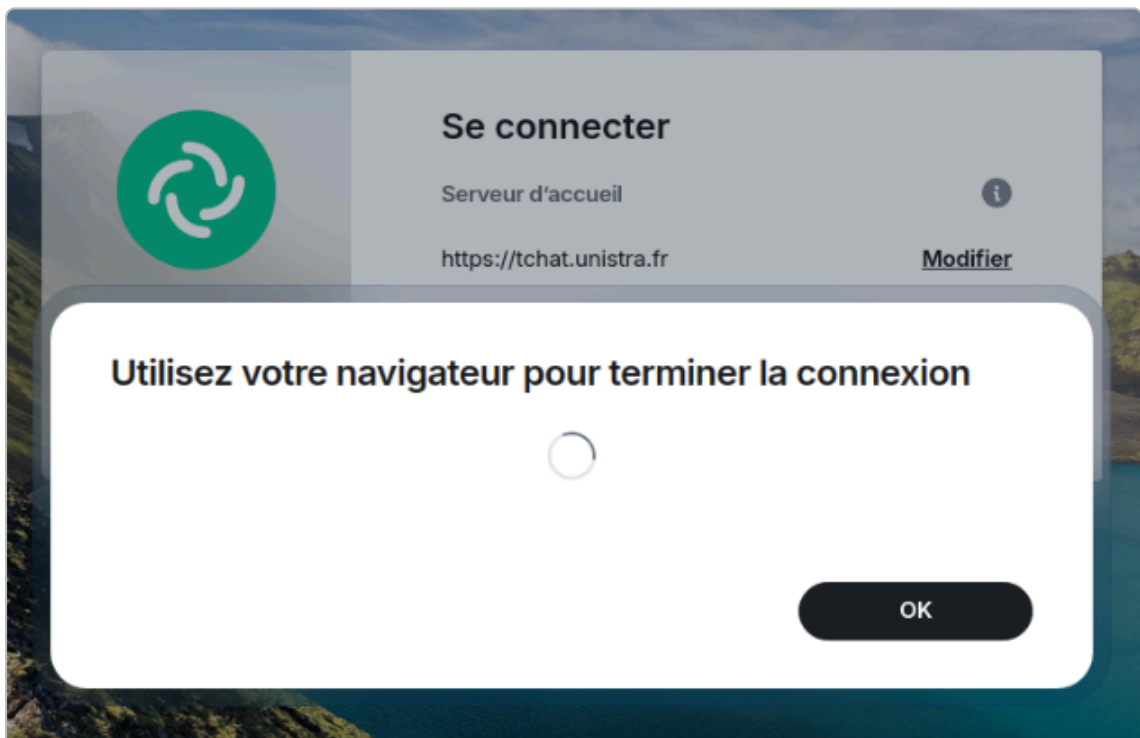 Se connecter
Serveur d‘accueil
https://tchat.unistra.fr Modifier
Utilisez votre navigateur pour terminer la connexion
OK